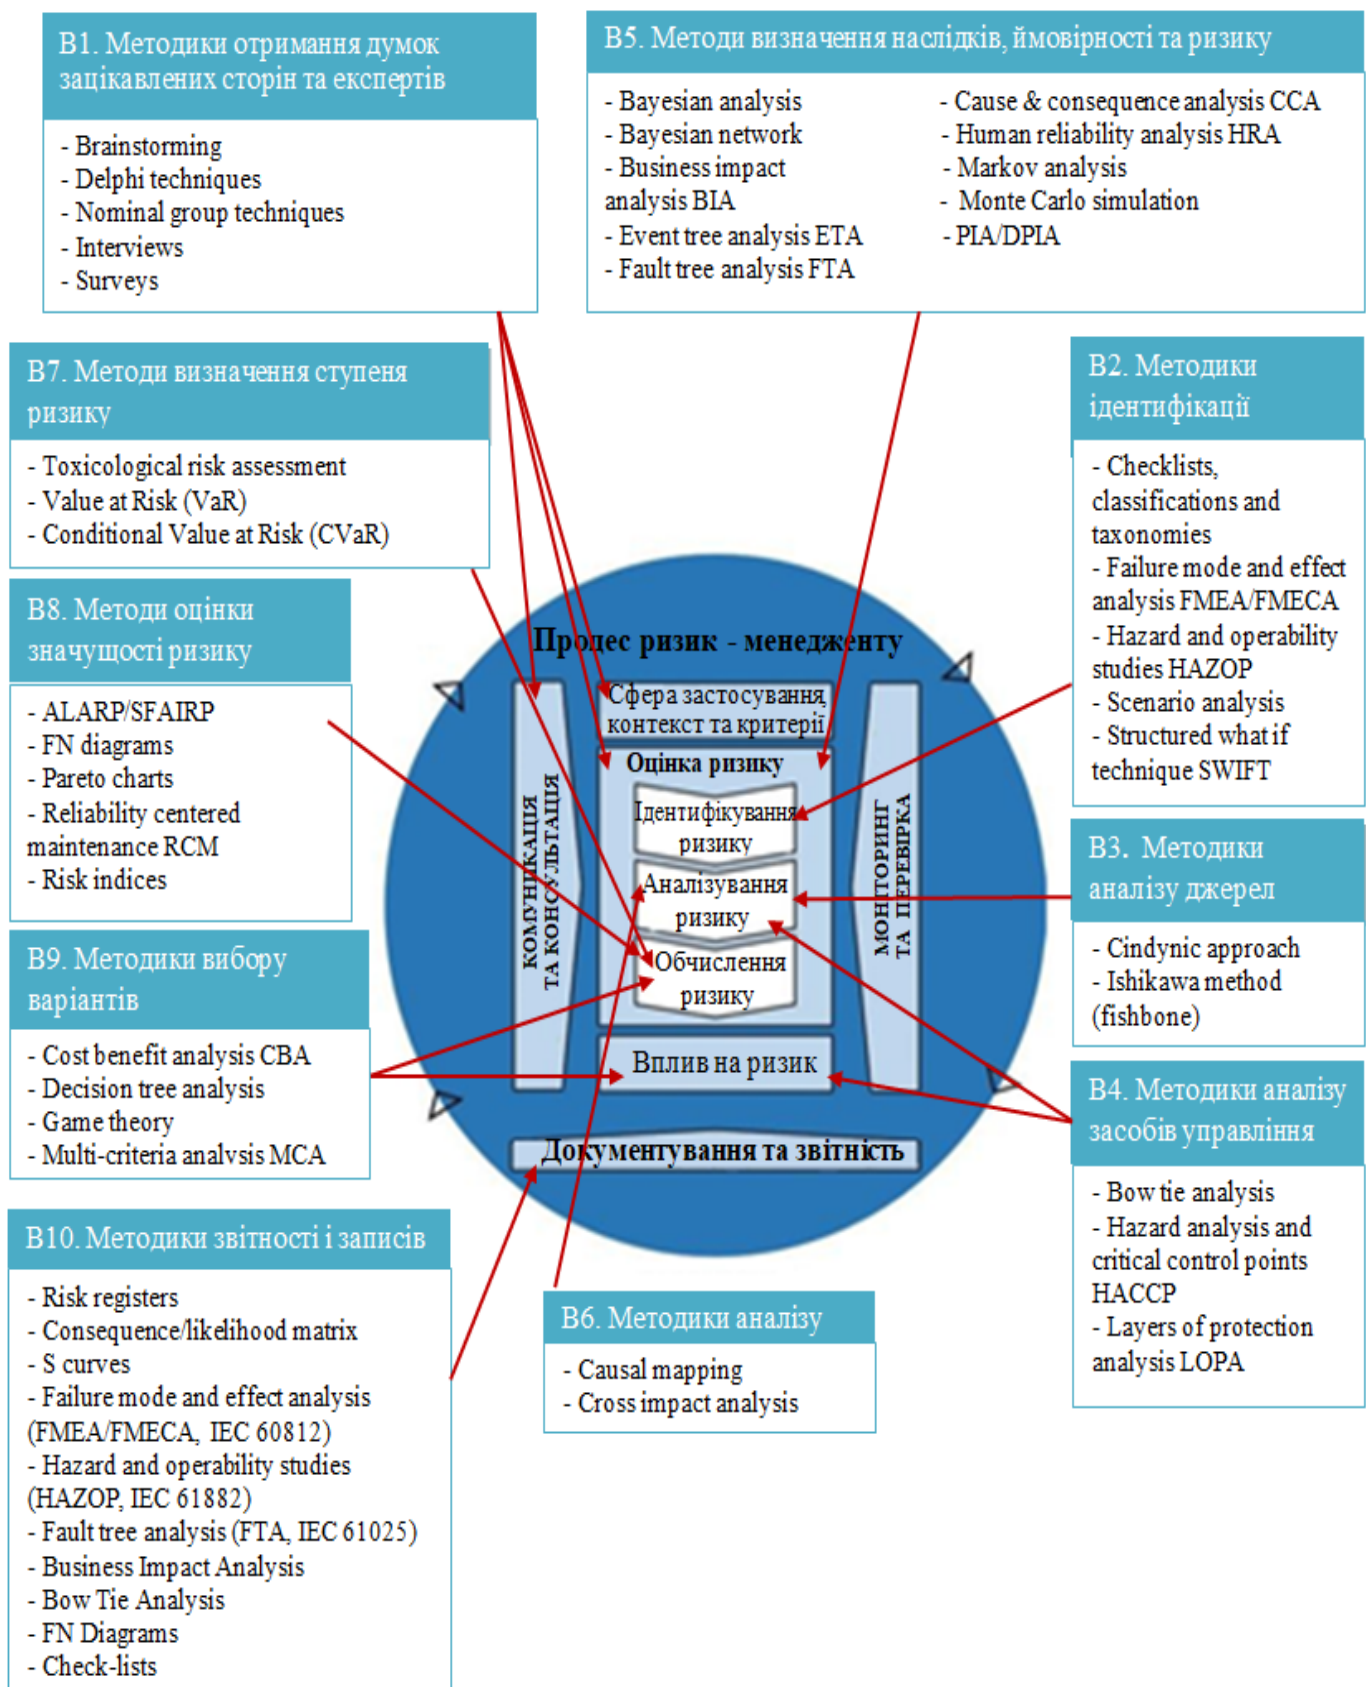 В1. Методики отримання думок
зацікавлених сторін та експертів
- Brainstorming
- Delphi techniques
- Nominal group techniques
- Interviews
- Surveys
В5. Методи визначення наслідків, ймовірності та ризику
- Bayesian analysis
- Bayesian network
- Business impact
analysis BIA
- Event tree analysis ETA
- Fault tree analysis FTA
- Cause & consequence analysis CCA
- Human reliability analysis HRA
- Markov analysis
- Monte Carlo simulation
- PIA/DPIA
В7. Методи визначення ступеня
ризику
- Toxicological risk assessment
- Value at Risk (VaR)
- Conditional Value at Risk (CVaR)
В2. Методики
ідентифікації
- Checklists,
classifications and
taxonomies
- Failure mode and effect
analysis FMEA/FMECA
- Hazard and operability
studies HAZOP
- Scenario analysis
- Structured what if
technique SWIFT
В8. Методи оцінки
значущості ризику
- ALARP/SFAIRP
- FN diagrams
- Pareto charts
- Reliability centered
maintenance RCM
- Risk indices
Процес ризик - менеджменту
Сфера застосування,
контекст та критерії
Оцінка ризику
Ідентифікування
ризику
Аналізування
ризику
Обчислення
ризику
Вплив на ризик
КОМУНИКАЦІЯ
ТА КОНСУЛЬТАЦІЯ
МОНІТОРИНГ
ТА ПЕРЕВІРКА
Документування та звітність
В3. Методики
аналізу джерел
- Cindynic approach
- Ishikawa method
(fishbone)
В9. Методики вибору
варіантів
- Cost benefit analysis CBA
- Decision tree analysis
- Game theory
- Multi-criteria analysis MCA
В4. Методики аналізу
засобів управління
- Bow tie analysis
- Hazard analysis and
critical control points
HACCP
- Layers of protection
analysis LOPA
В10. Методики звітності і записів
- Risk registers
- Consequence/likelihood matrix
- S curves
- Failure mode and effect analysis
(FMEA/FMECA, IEC 60812)
- Hazard and operability studies
(HAZOP, IEC 61882)
- Fault tree analysis (FTA, IEC 61025)
- Business Impact Analysis
- Bow Tie Analysis
- FN Diagrams
- Check-lists
В6. Методики аналізу
- Causal mapping
- Cross impact analysis